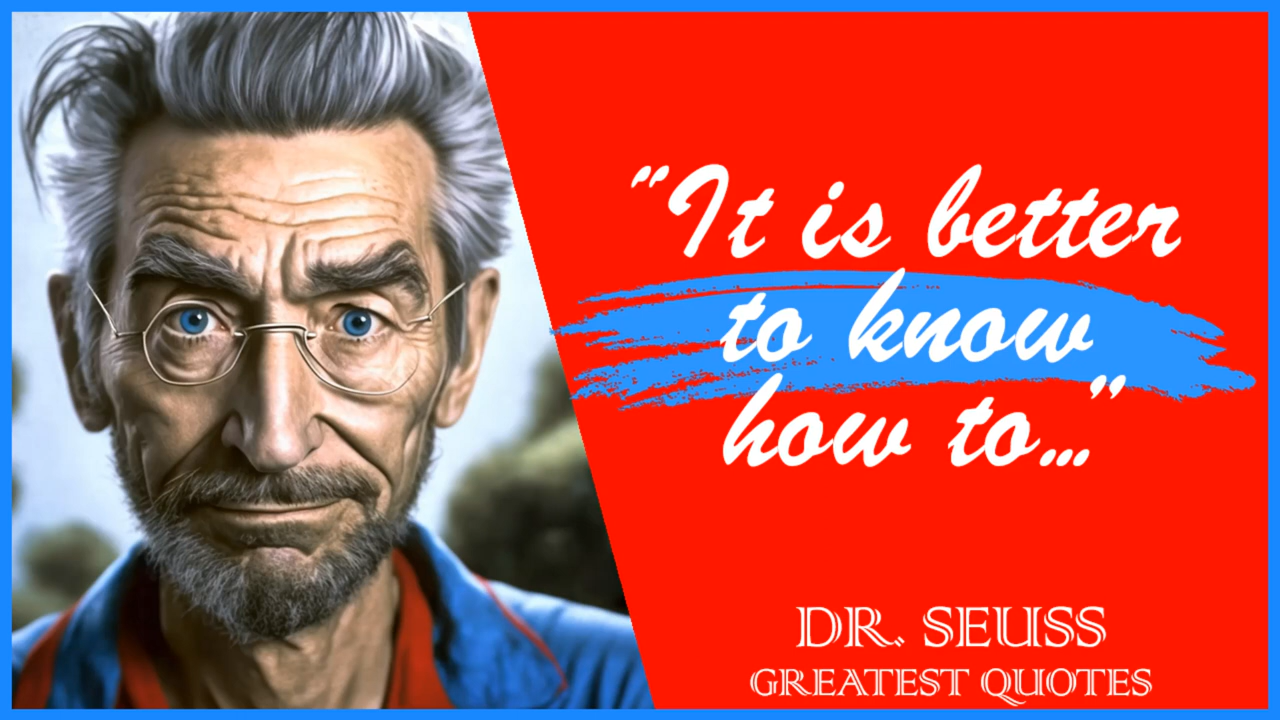 "It is better
to know
how to..."
DR. SEUSS
GREATEST QUOTES